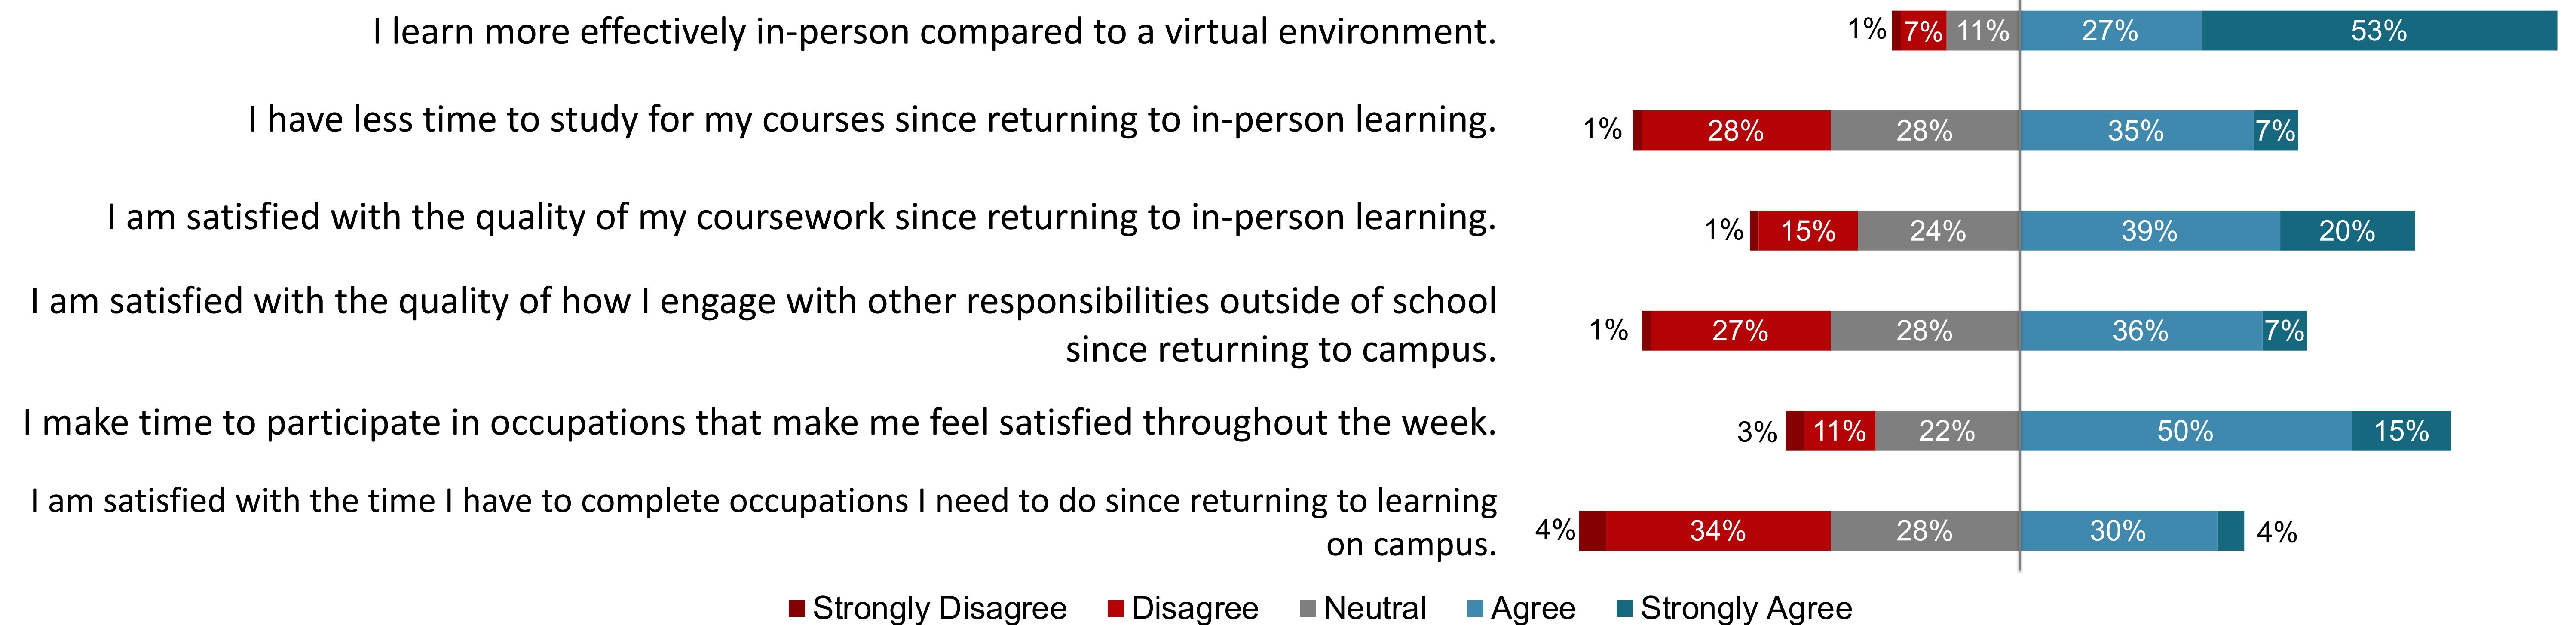 I learn more effectively in-person compared to a virtual environment.
1% 7% 11% 27% 53%
I have less time to study for my courses since returning to in-person learning.
1% 28% 28% 35% 7%
I am satisfied with the quality of my coursework since returning to in-person learning.
1% 15% 24% 39% 20%
I am satisfied with the quality of how I engage with other responsibilities outside of school
since returning to campus.
1% 27% 28% 36% 7%
I make time to participate in occupations that make me feel satisfied throughout the week.
3% 11% 22% 50% 15%
I am satisfied with the time I have to complete occupations I need to do since returning to learning
on campus.
4% 34% 28% 30% 4%
Strongly Disagree Disagree Neutral Agree Strongly Agree